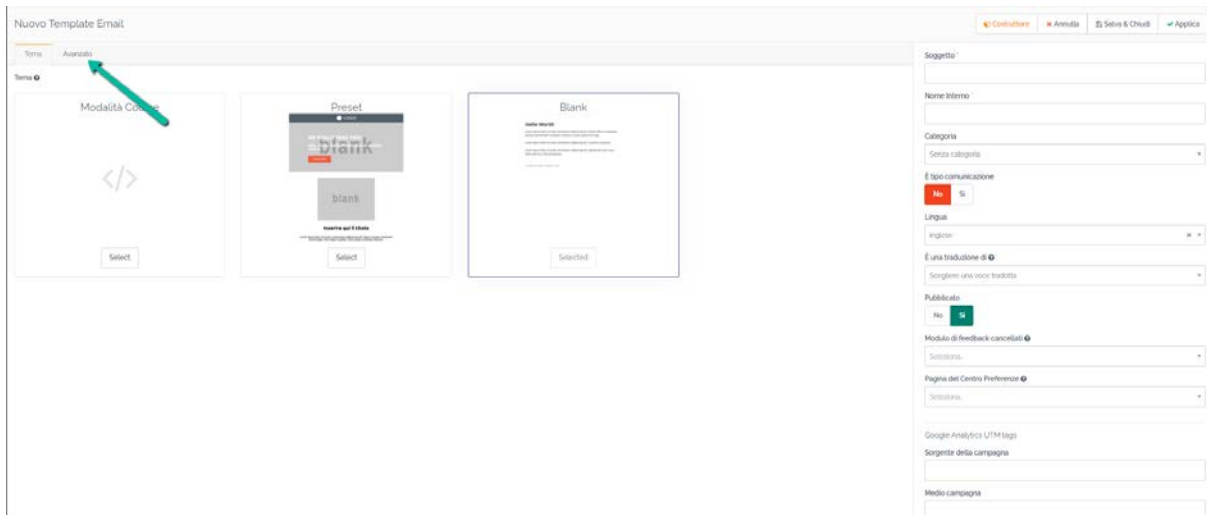 Nuovo Template Email
Costruttore
Annulla
Salva & Chiudi
Applica
Tema
Avanzato
Tema
Modalità Codice
</>
Select
Preset
LOGO
blank
blank
Inserire qui il titolo
Select
Blank
Hello World!
Selected
Soggetto *
Nome Interno *
Categoria
Senza categoria
È tipo comunicazione
No
Sì
Lingua
Inglese
È una traduzione di
Scegliere una voce tradotta
Pubblicato
No
Sì
Modulo di feedback cancellati
Seleziona...
Pagina del Centro Preferenze
Seleziona...
Google Analytics UTM tags
Sorgente della campagna
Medio campagna